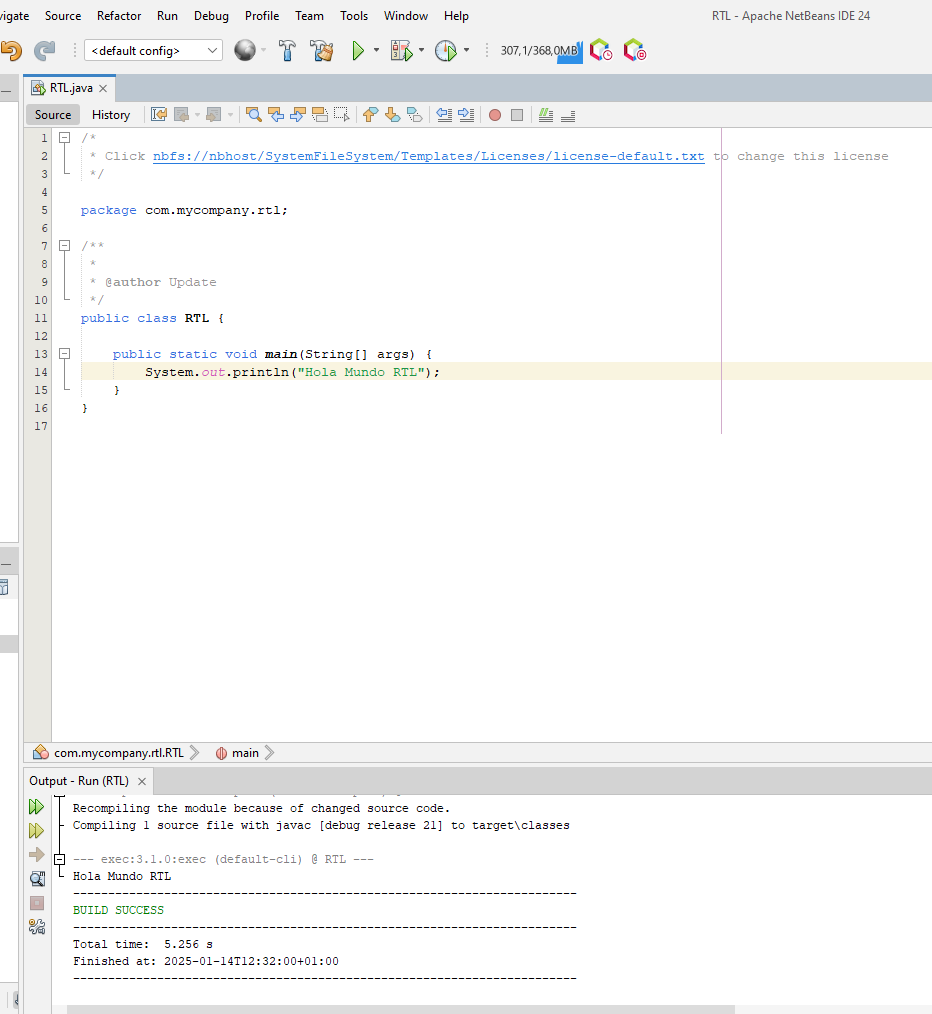 vigate Source Refactor Run Debug Profile Team Tools Window Help RTL - Apache NetBeans IDE 24
<default config> 307,1/368,0MB
RTL.java
Source History
1 /*
2 * Click nbfs://nbhost/SystemFileSystem/Templates/Licenses/license-default.txt to change this license
3 */
4
5 package com.mycompany.rtl;
6
7 /**
8 *
9 * @author Update
10 */
11 public class RTL {
12
13 public static void main(String[] args) {
14 System.out.println("Hola Mundo RTL");
15 }
16 }
17
com.mycompany.rtl.RTL main
Output - Run (RTL)
Recompiling the module because of changed source code.
Compiling 1 source file with javac [debug release 21] to target\classes
--- exec:3.1.0:exec (default-cli) @ RTL ---
Hola Mundo RTL
------------------------------------------------------------------------
BUILD SUCCESS
------------------------------------------------------------------------
Total time:  5.256 s
Finished at: 2025-01-14T12:32:00+01:00
------------------------------------------------------------------------